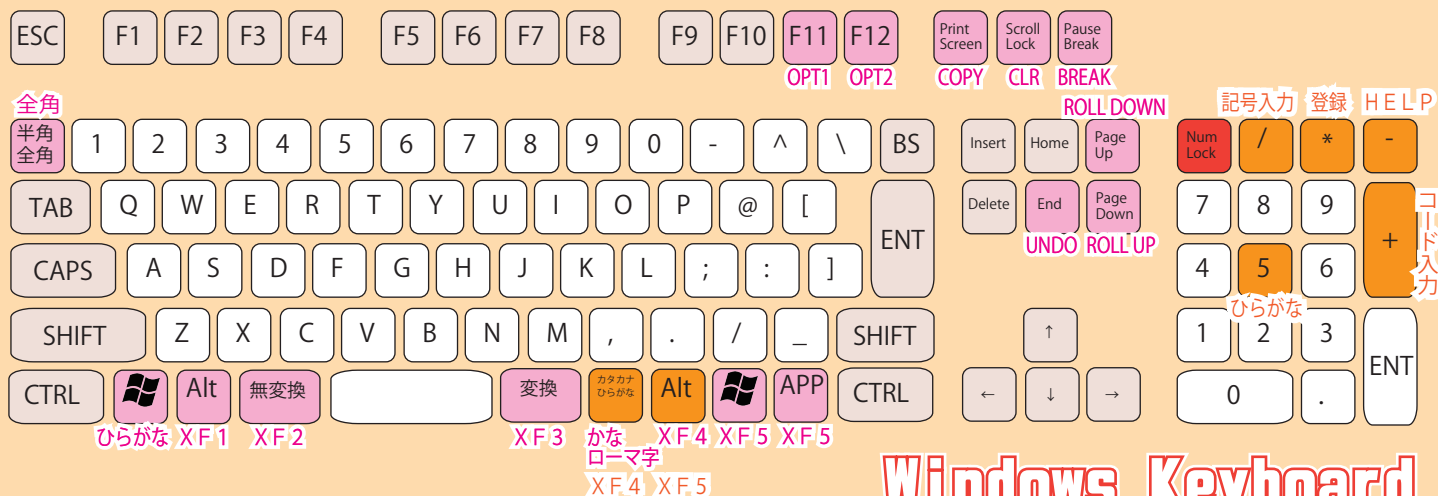 ESC F1 F2 F3 F4 F5 F6 F7 F8 F9 F10 F11 F12 Print Screen Scroll Lock Pause Break
OPT1 OPT2 COPY CLR BREAK
全角 ROLL DOWN 記号入力 登録 HELP
半角 全角 1 2 3 4 5 6 7 8 9 0 - ^ \ BS Insert Home Page Up Num Lock / * -
TAB Q W E R T Y U I O P @ [ ENT Delete End Page Down 7 8 9 + コード入力
UNDO ROLL UP
CAPS A S D F G H J K L ; : ] 4 5 6
ひらがな
SHIFT Z X C V B N M , . / _ SHIFT ↑ 1 2 3 ENT
CTRL Alt 無変換 変換 カタカナ ひらがな Alt APP CTRL ← ↓ → 0 .
ひらがな XF1 XF2 XF3 かな XF4 XF5 XF5
ローマ字
XF4 XF5
Windows Keyboard